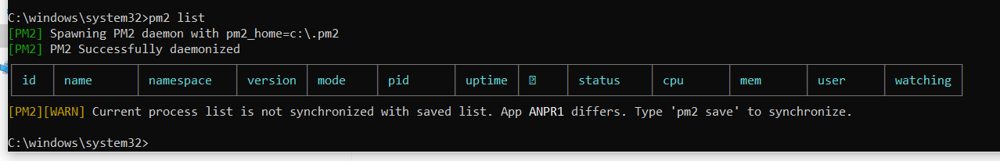 C:\windows\system32>pm2 list
[PM2] Spawning PM2 daemon with pm2_home=c:\.pm2
[PM2] PM2 Successfully daemonized
id name namespace version mode pid uptime status cpu mem user watching
[PM2][WARN] Current process list is not synchronized with saved list. App ANPR1 differs. Type 'pm2 save' to synchronize.
C:\windows\system32>